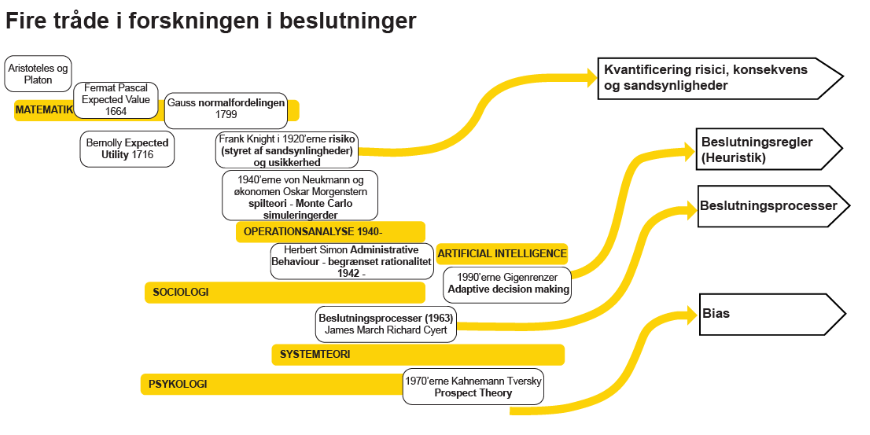 Fire tråde i forskningen i beslutninger
Aristoteles og
Platon
MATEMATIK
Fermat Pascal
Expected Value
1664
Gauss normalfordelingen
1799
Bernolly Expected
Utility 1716
Frank Knight i 1920'erne risiko
(styret af sandsynlingheder)
og usikkerhed
1940'erne von Neukmann og
økonomen Oskar Morgenstern
spilteori - Monte Carlo
simuleringerder
OPERATIONSANALYSE 1940-
Herbert Simon Administrative
Behaviour - begrænset rationalitet
1942 -
ARTIFICIAL INTELLIGENCE
1990'erne Gigenrenzer
Adaptive decision making
SOCIOLOGI
Beslutningsprocesser (1963)
James March Richard Cyert
SYSTEMTEORI
PSYKOLOGI
1970'erne Kahnemann Tversky
Prospect Theory
Kvantificering risici, konsekvens
og sandsynligheder
Beslutningsregler
(Heuristik)
Beslutningsprocesser
Bias